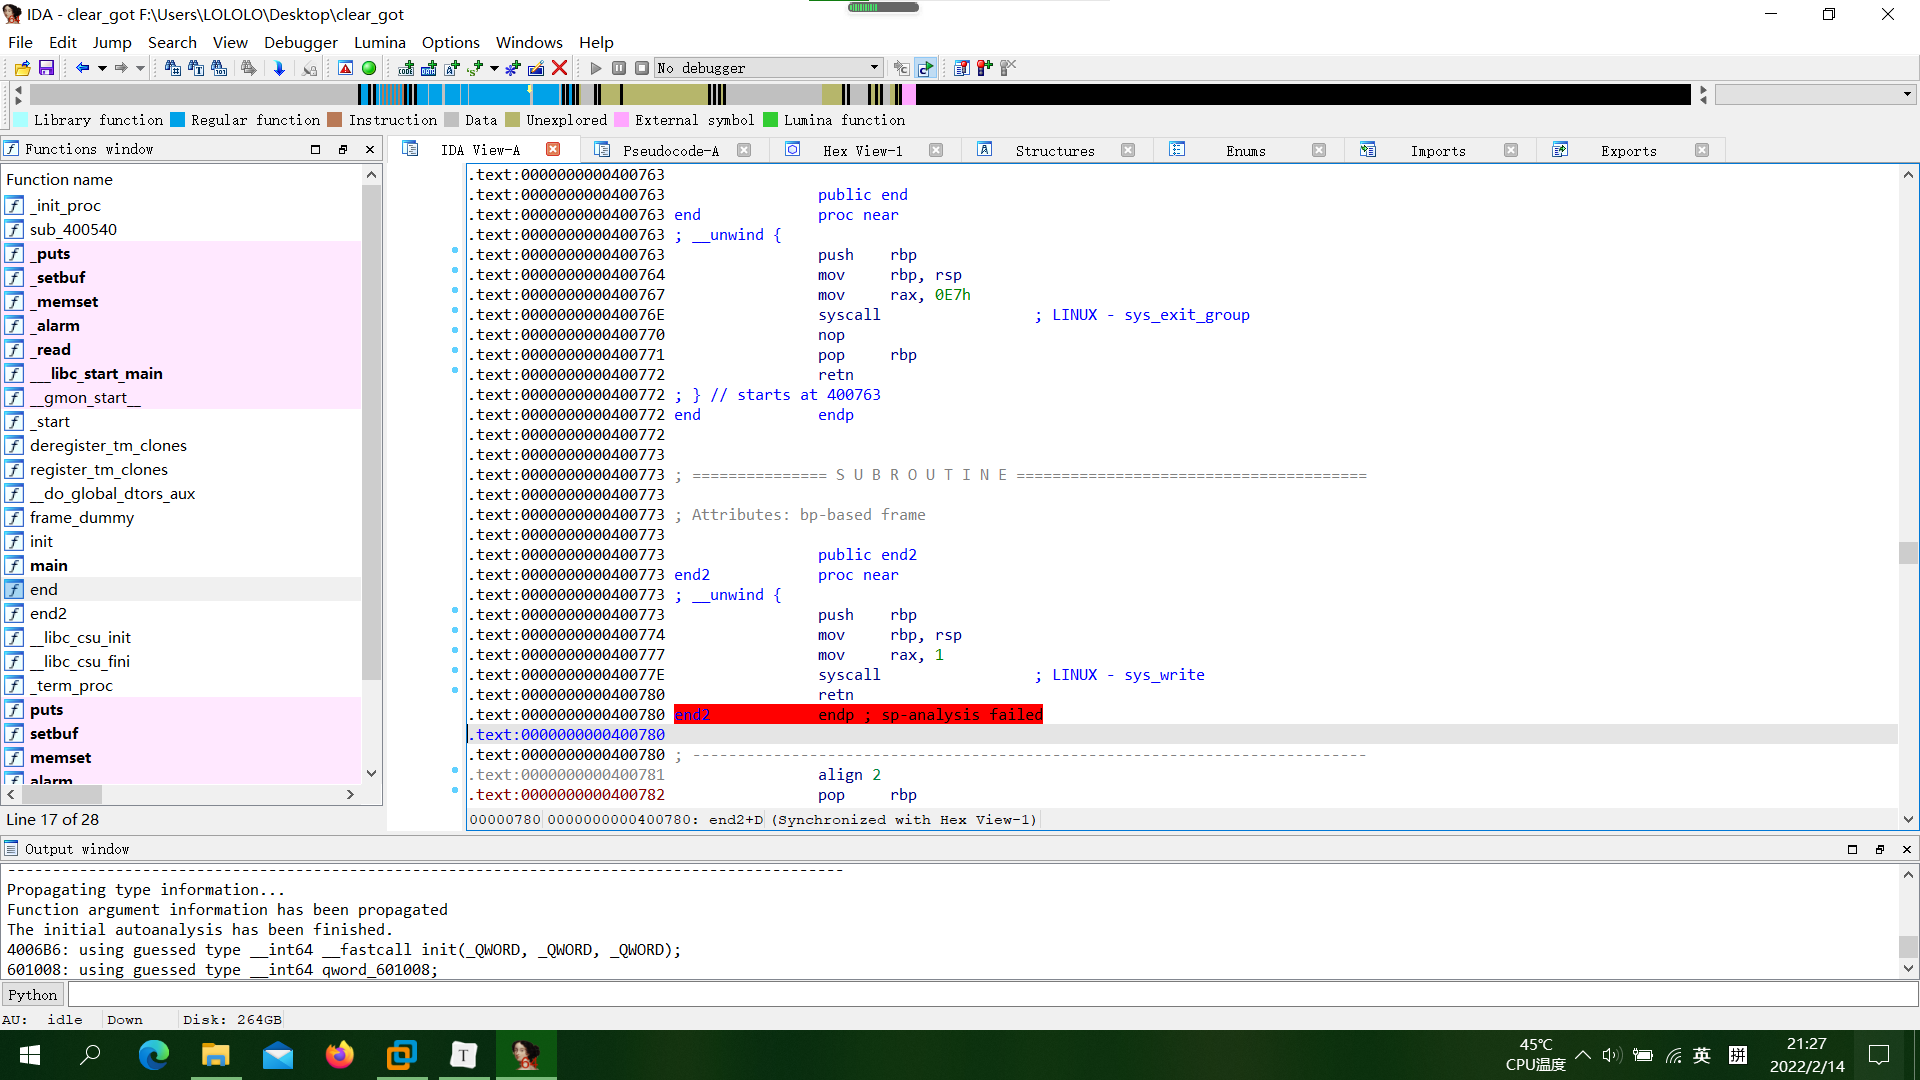 IDA - clear_got F:\Users\LOLOLO\Desktop\clear_got
File Edit Jump Search View Debugger Lumina Options Windows Help
No debugger
Library function Regular function Instruction Data Unexplored External symbol Lumina function
Functions window
IDA View-A Pseudocode-A Hex View-1 Structures Enums Imports Exports
Function name
_init_proc
sub_400540
_puts
_setbuf
_memset
_alarm
_read
___libc_start_main
__gmon_start__
_start
deregister_tm_clones
register_tm_clones
__do_global_dtors_aux
frame_dummy
init
main
end
end2
__libc_csu_init
__libc_csu_fini
_term_proc
puts
setbuf
memset
alarm
Line 17 of 28
.text:0000000000400763
.text:0000000000400763 public end
.text:0000000000400763 end proc near
.text:0000000000400763 ; __unwind {
.text:0000000000400763 push rbp
.text:0000000000400764 mov rbp, rsp
.text:0000000000400767 mov rax, 0E7h
.text:000000000040076E syscall ; LINUX - sys_exit_group
.text:0000000000400770 nop
.text:0000000000400771 pop rbp
.text:0000000000400772 retn
.text:0000000000400772 ; } // starts at 400763
.text:0000000000400772 end endp
.text:0000000000400772
.text:0000000000400773
.text:0000000000400773 ; =============== S U B R O U T I N E =======================================
.text:0000000000400773
.text:0000000000400773 ; Attributes: bp-based frame
.text:0000000000400773
.text:0000000000400773 public end2
.text:0000000000400773 end2 proc near
.text:0000000000400773 ; __unwind {
.text:0000000000400773 push rbp
.text:0000000000400774 mov rbp, rsp
.text:0000000000400777 mov rax, 1
.text:000000000040077E syscall ; LINUX - sys_write
.text:0000000000400780 retn
.text:0000000000400780 end2 endp ; sp-analysis failed
.text:0000000000400780
.text:0000000000400780 ; ---------------------------------------------------------------------------
.text:0000000000400781 align 2
.text:0000000000400782 pop rbp
00000780 0000000000400780: end2+D (Synchronized with Hex View-1)
Output window
---------------------------------------------------------------------------------------------
Propagating type information...
Function argument information has been propagated
The initial autoanalysis has been finished.
4006B6: using guessed type __int64 __fastcall init(_QWORD, _QWORD, _QWORD);
601008: using guessed type __int64 qword_601008;
Python
AU: idle Down Disk: 264GB
45℃
CPU温度
英
拼
21:27
2022/2/14